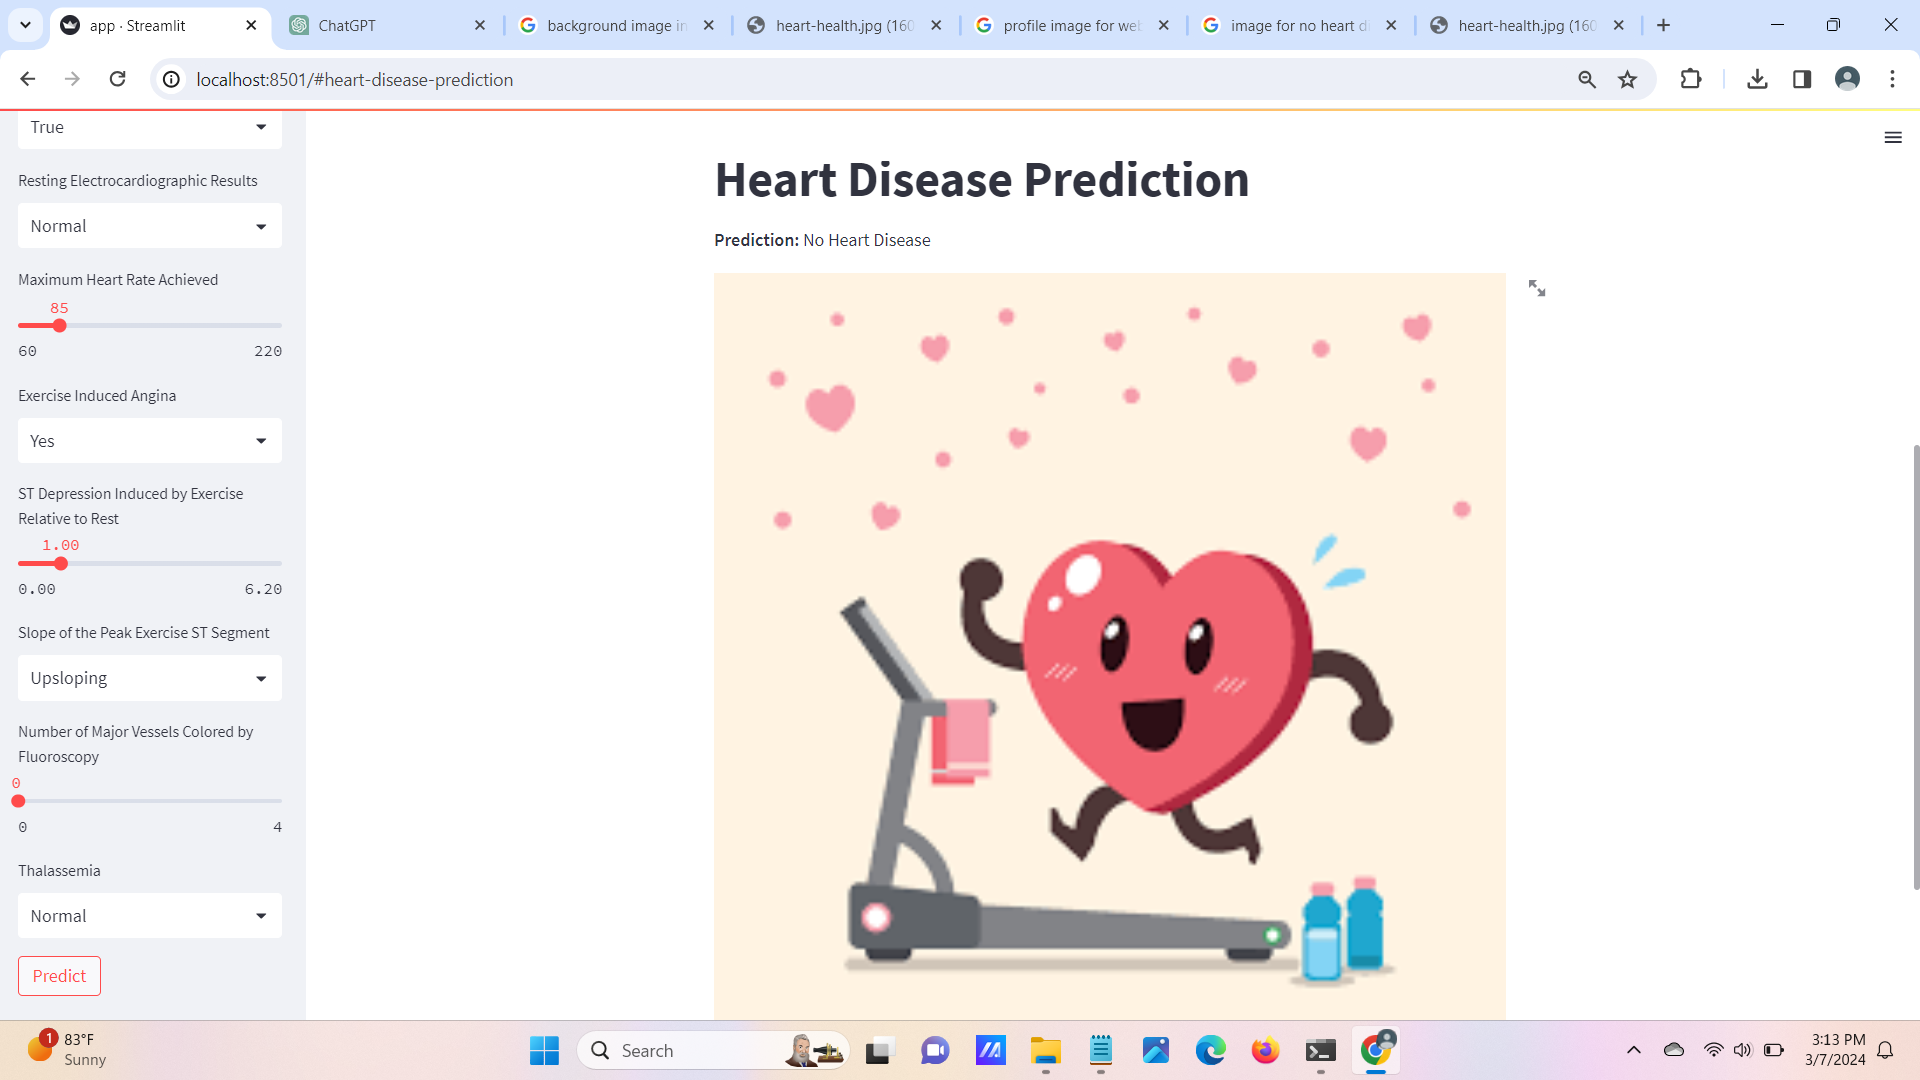 app · Streamlit
ChatGPT
background image in
heart-health.jpg (160
profile image for web
image for no heart di
heart-health.jpg (160
localhost:8501/#heart-disease-prediction
True
Resting Electrocardiographic Results
Normal
Maximum Heart Rate Achieved
85
60 220
Exercise Induced Angina
Yes
ST Depression Induced by Exercise
Relative to Rest
1.00
0.00 6.20
Slope of the Peak Exercise ST Segment
Upsloping
Number of Major Vessels Colored by
Fluoroscopy
0
0 4
Thalassemia
Normal
Predict
Heart Disease Prediction
Prediction: No Heart Disease
1
83°F
Sunny
Search
3:13 PM
3/7/2024